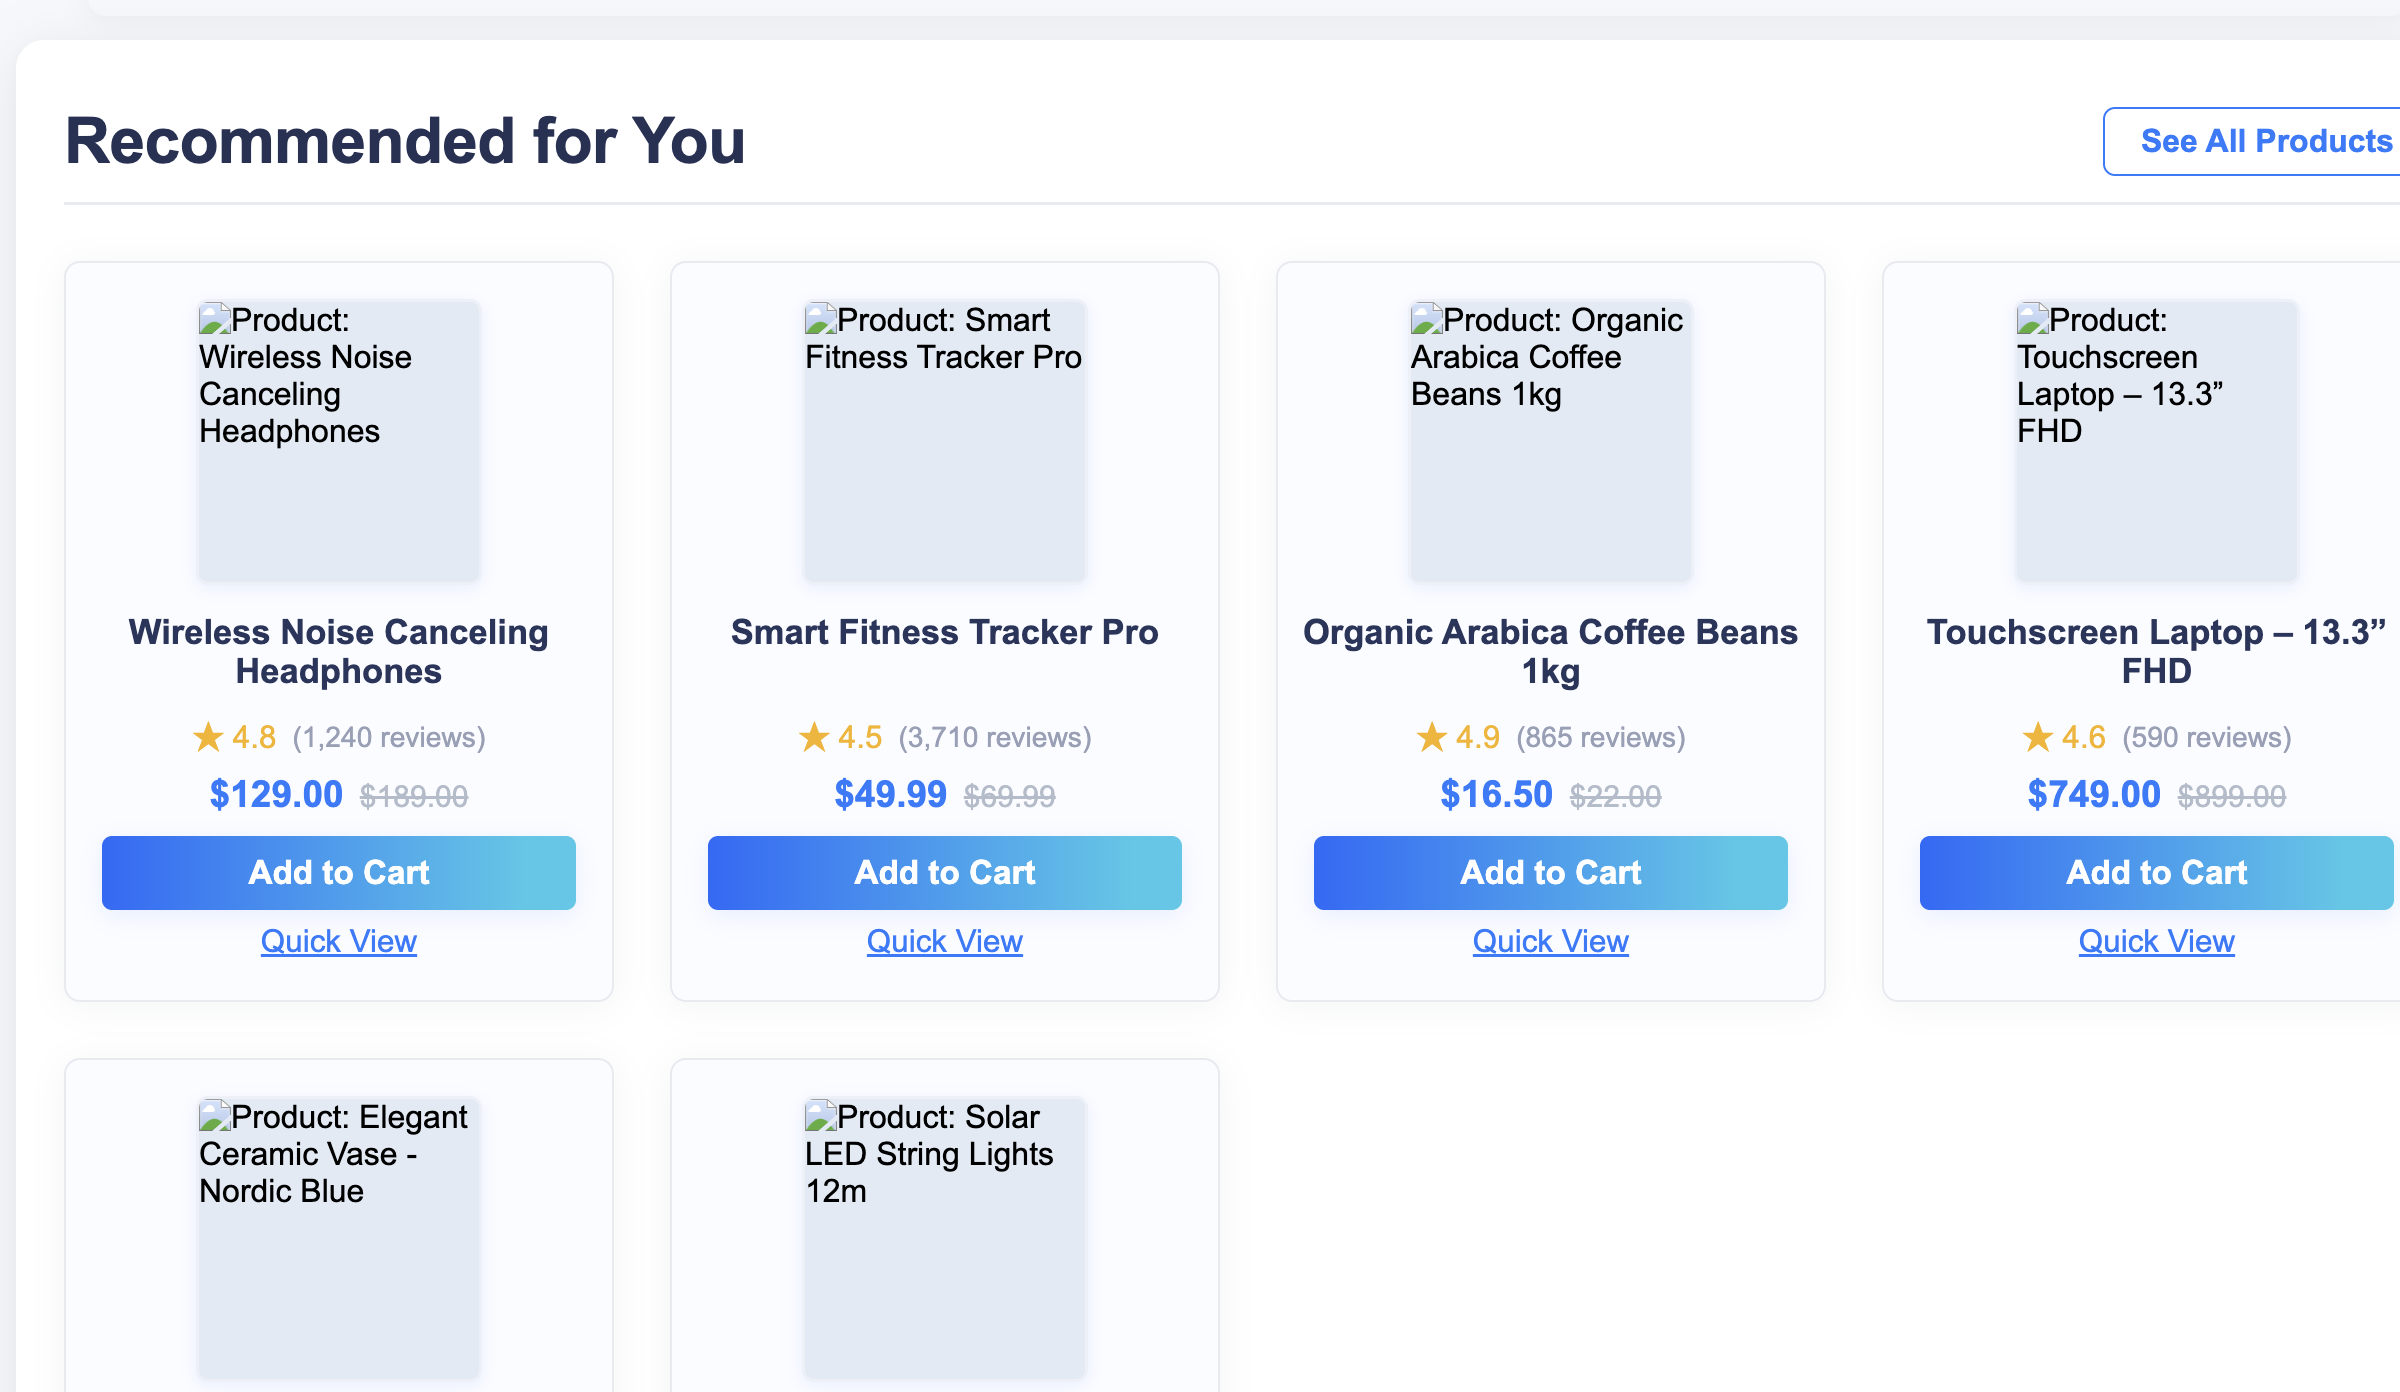 Recommended for You
See All Products
Product:
Wireless Noise
Canceling
Headphones
Wireless Noise Canceling
Headphones
★ 4.8 (1,240 reviews)
$129.00 $189.00
Add to Cart
Quick View
Product: Smart
Fitness Tracker Pro
Smart Fitness Tracker Pro
★ 4.5 (3,710 reviews)
$49.99 $69.99
Add to Cart
Quick View
Product: Organic
Arabica Coffee
Beans 1kg
Organic Arabica Coffee Beans
1kg
★ 4.9 (865 reviews)
$16.50 $22.00
Add to Cart
Quick View
Product:
Touchscreen
Laptop – 13.3”
FHD
Touchscreen Laptop – 13.3”
FHD
★ 4.6 (590 reviews)
$749.00 $899.00
Add to Cart
Quick View
Product: Elegant
Ceramic Vase -
Nordic Blue
Product: Solar
LED String Lights
12m